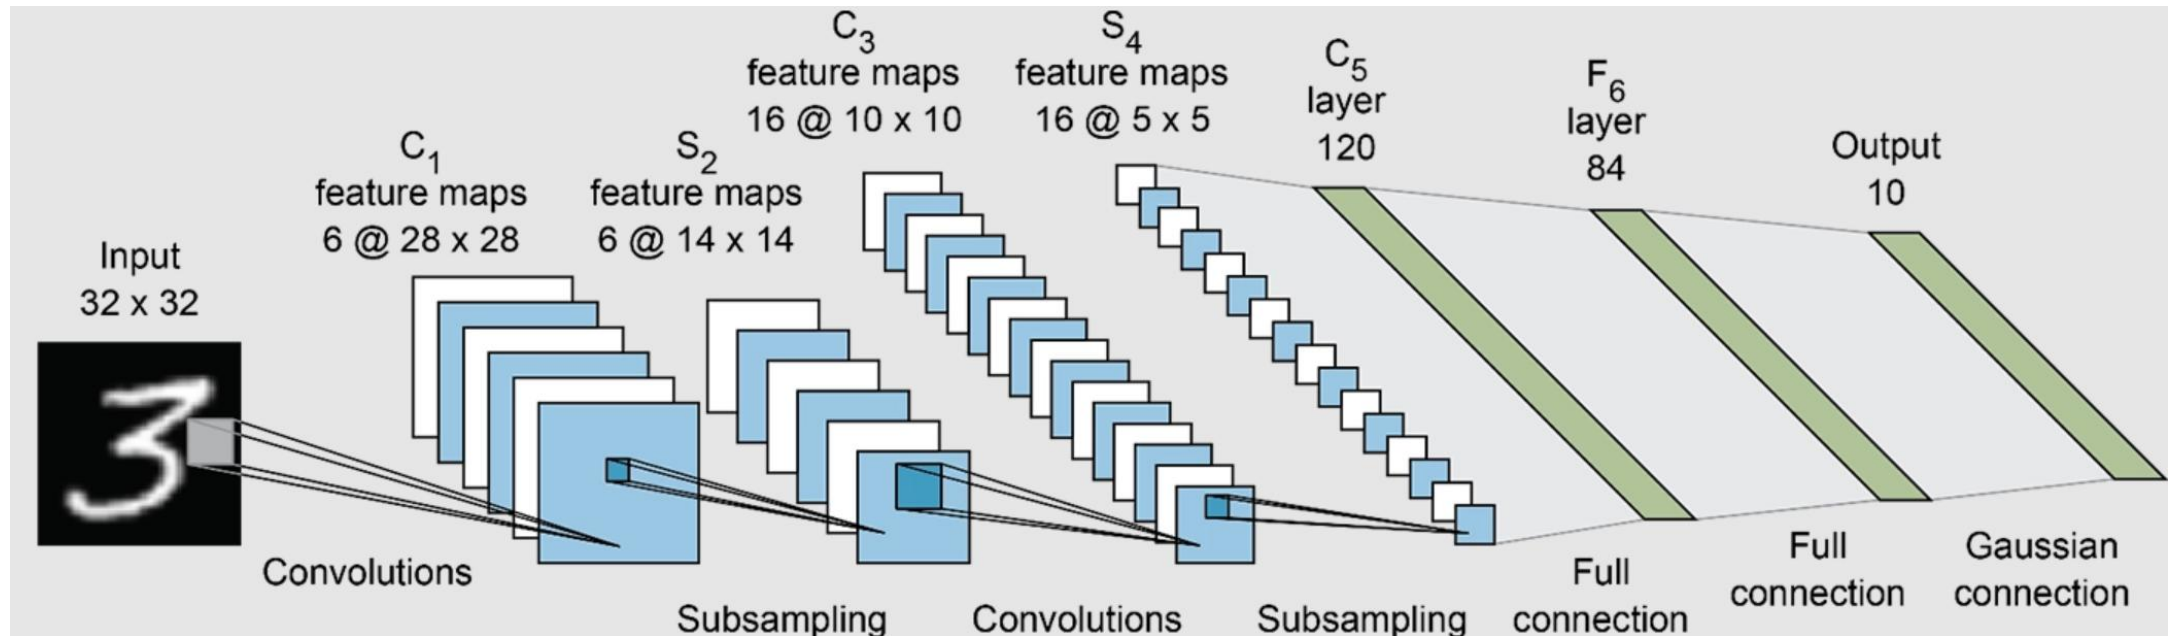 Input
32 x 32
C1
feature maps
6 @ 28 x 28
S2
feature maps
6 @ 14 x 14
C3
feature maps
16 @ 10 x 10
S4
feature maps
16 @ 5 x 5
C5
layer
120
F6
layer
84
Output
10
3
Convolutions
Subsampling
Convolutions
Subsampling
Full
connection
Full
connection
Gaussian
connection